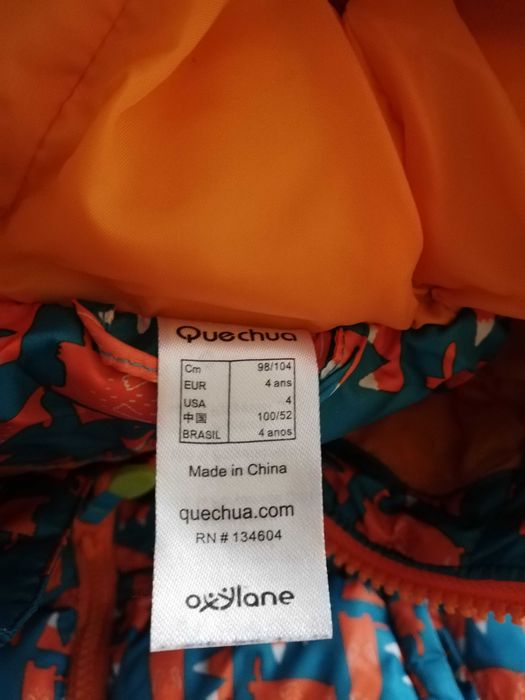 Quechua
Cm 98/104
EUR 4 ans
USA 4
中国 100/52
BRASIL 4 anos
Made in China
quechua.com
RN # 134604
oxylane